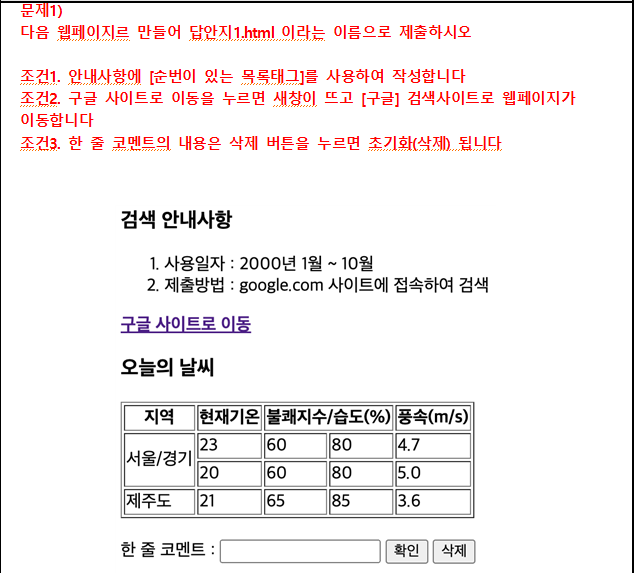 문제1)
다음 웹페이지르 만들어 답안지1.html 이라는 이름으로 제출하시오
조건1. 안내사항에 [순번이 있는 목록태그]를 사용하여 작성합니다
조건2. 구글 사이트로 이동을 누르면 새창이 뜨고 [구글] 검색사이트로 웹페이지가
이동합니다
조건3. 한 줄 코멘트의 내용은 삭제 버튼을 누르면 초기화(삭제) 됩니다
검색 안내사항
1. 사용일자 : 2000년 1월 ~ 10월
2. 제출방법 : google.com 사이트에 접속하여 검색
구글 사이트로 이동
오늘의 날씨
지역 현재기온 불쾌지수/습도(%) 풍속(m/s)
서울/경기 23 60 80 4.7
20 60 80 5.0
제주도 21 65 85 3.6
한 줄 코멘트 : 확인 삭제